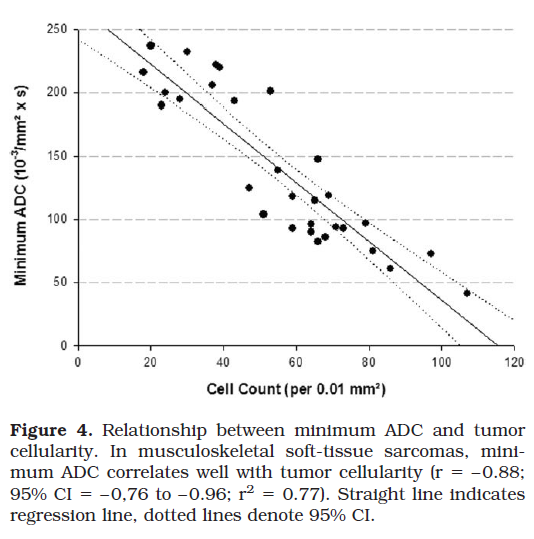 250
200
150
100
50
0
Minimum ADC (10⁻³/mm² x s)
0 20 40 60 80 100 120
Cell Count (per 0.01 mm²)
Figure 4. Relationship between minimum ADC and tumor
cellularity. In musculoskeletal soft-tissue sarcomas, mini-
mum ADC correlates well with tumor cellularity (r = –0.88;
95% CI = –0,76 to –0.96; r² = 0.77). Straight line indicates
regression line, dotted lines denote 95% CI.